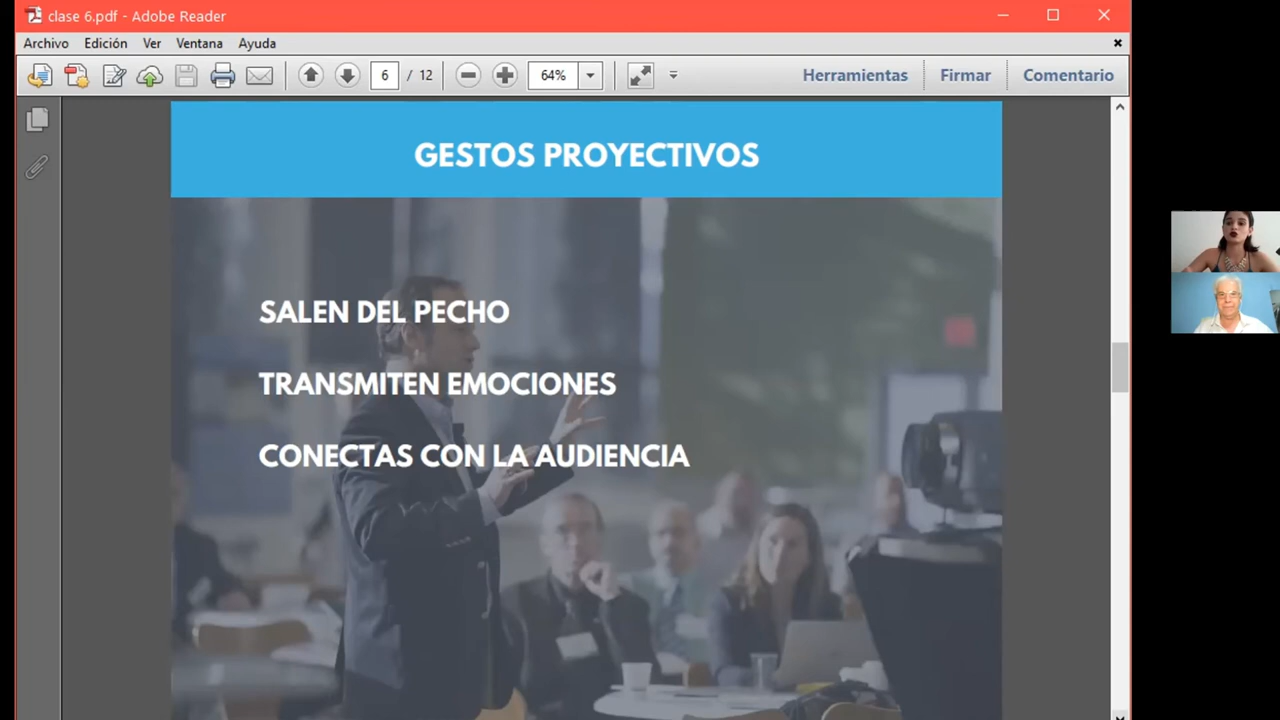 clase 6.pdf - Adobe Reader
Archivo Edición Ver Ventana Ayuda
6 / 12 64% Herramientas Firmar Comentario
GESTOS PROYECTIVOS
SALEN DEL PECHO
TRANSMITEN EMOCIONES
CONECTAS CON LA AUDIENCIA